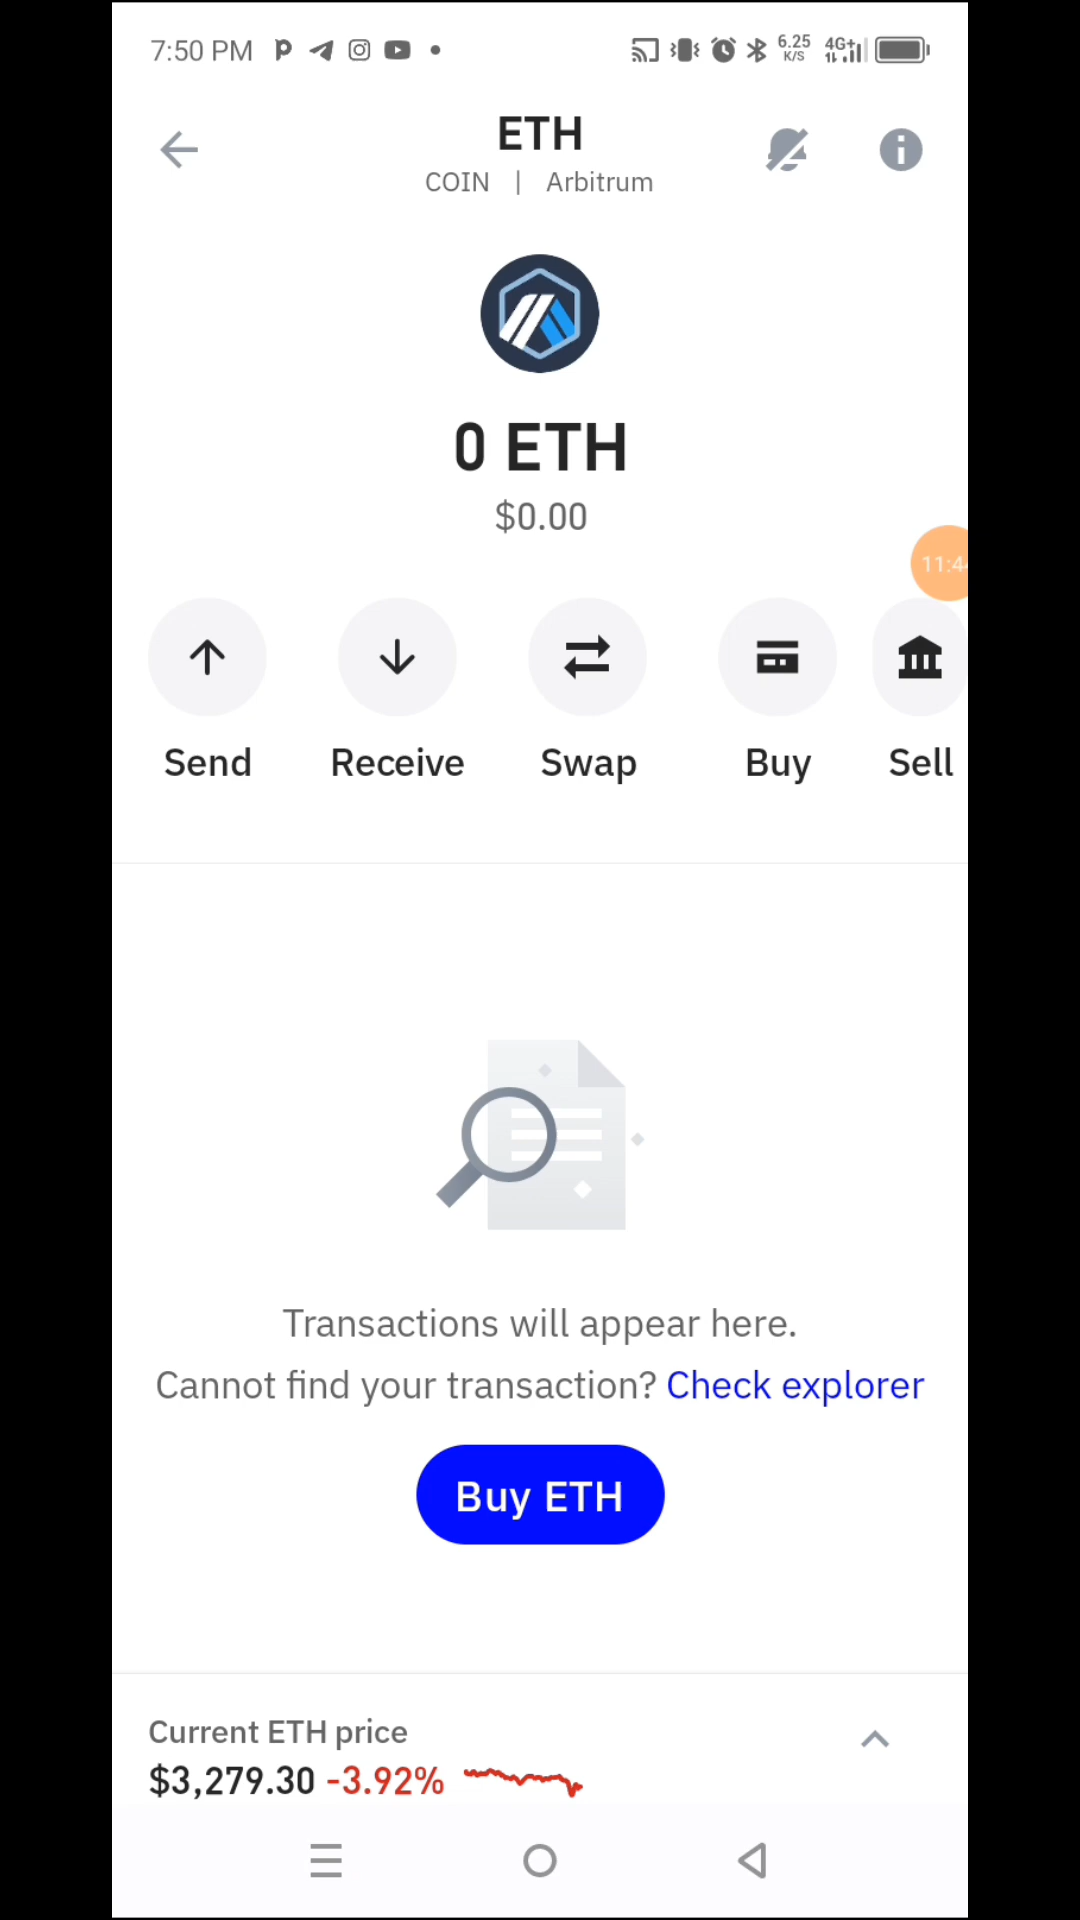 7:50 PM
6.25
K/S
4G+
ETH
COIN | Arbitrum
0 ETH
$0.00
11:4
Send Receive Swap Buy Sell
Transactions will appear here.
Cannot find your transaction? Check explorer
Buy ETH
Current ETH price
$3,279.30 -3.92%